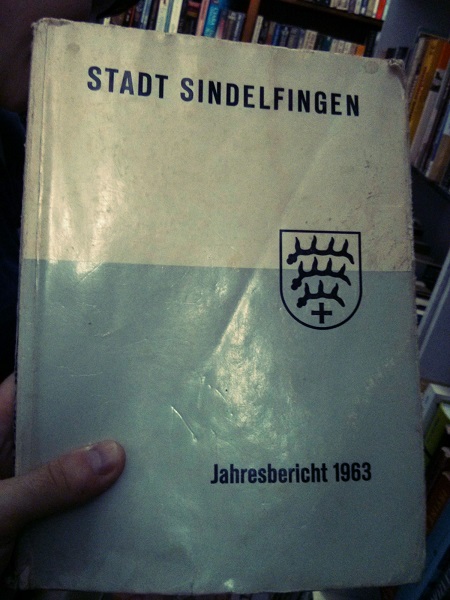 STADT SINDELFINGEN
Jahresbericht 1963